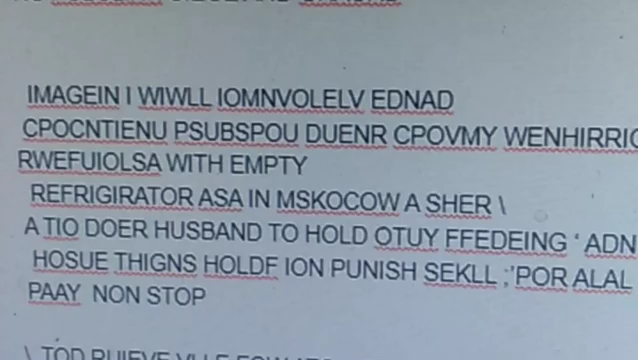 IMAGEIN I WIWLL IOMNVOLELV EDNAD
CPOCNTIENU PSUBSPOU DUENR CPOVMY WENHIRRIC
RWEFUIOLSA WITH EMPTY
REFRIGIRATOR ASA IN MSKOCOW A SHER \
A TIO DOER HUSBAND TO HOLD OTUY FFEDEING ‘ ADN
HOSUE THIGNS HOLDF ION PUNISH SEKLL ;’POR ALAL
PAAY NON STOP